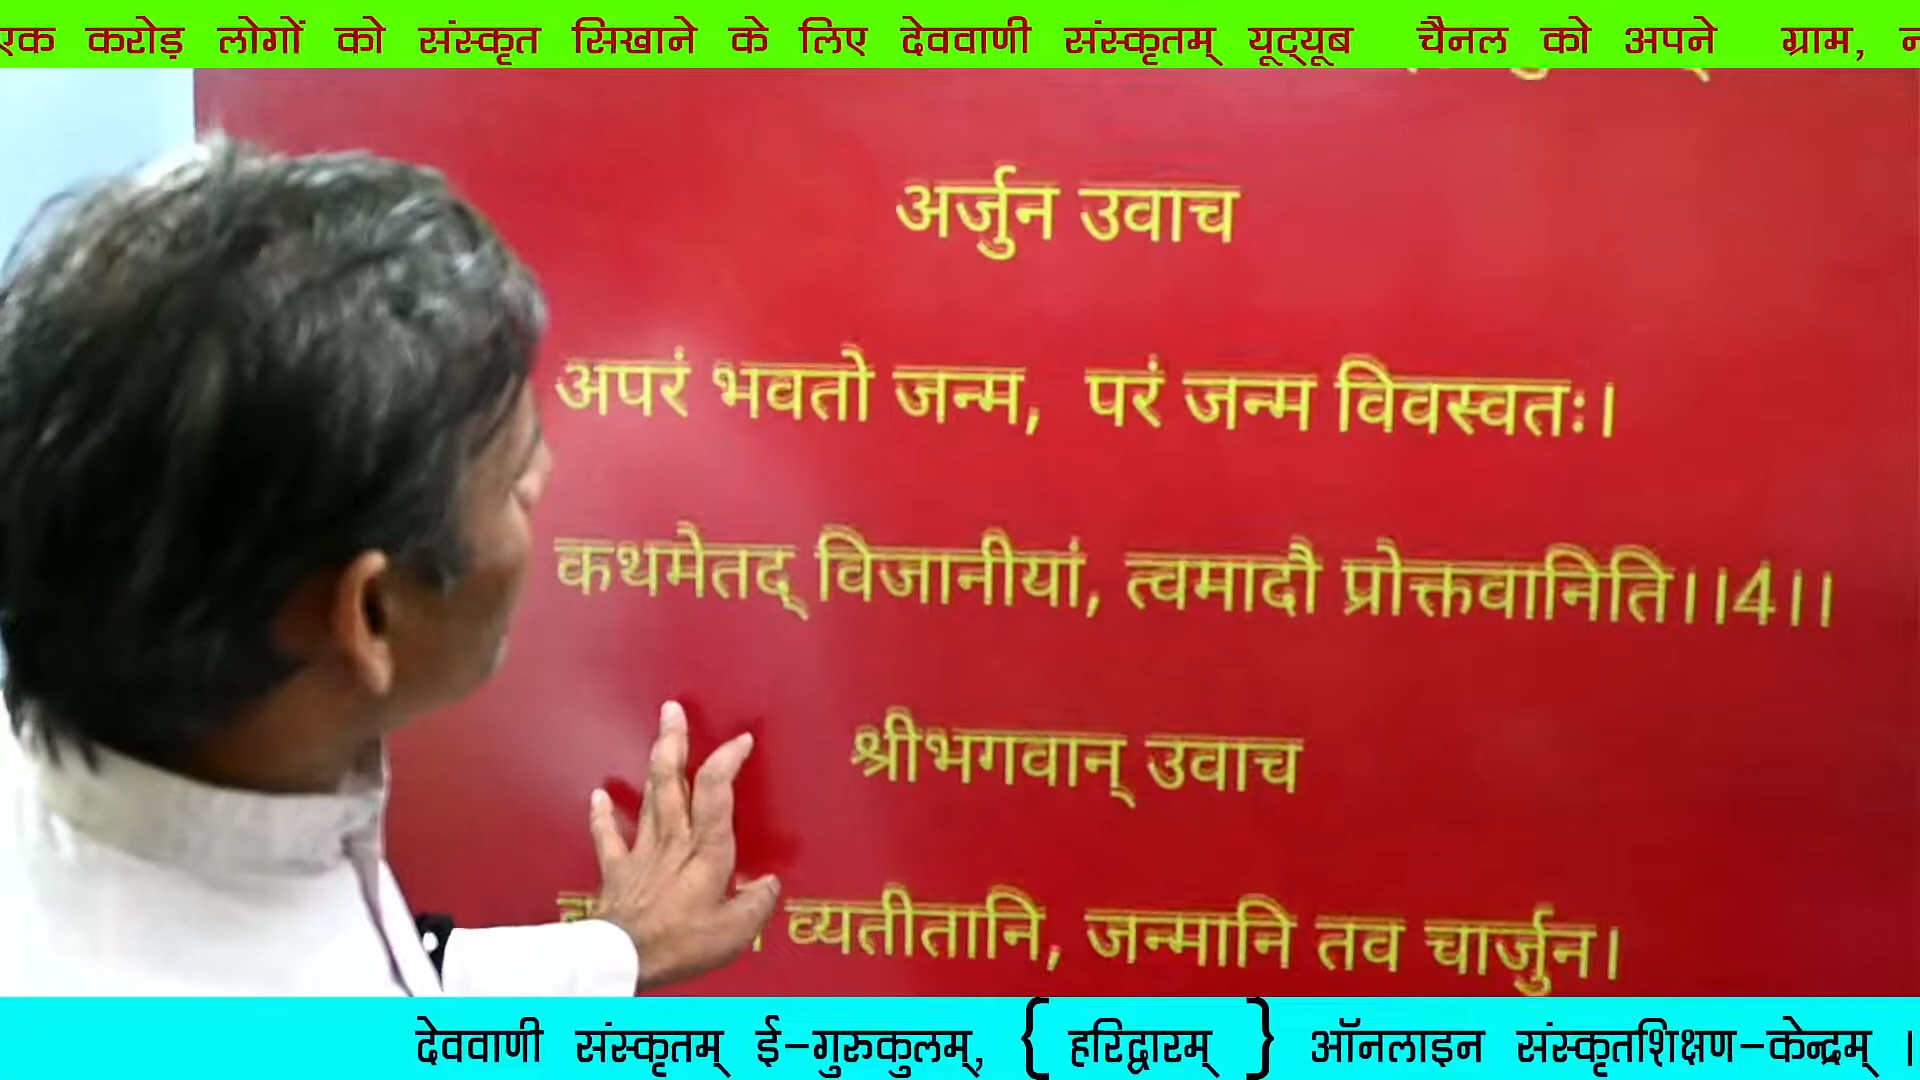 एक करोड़ लोगों को संस्कृत सिखाने के लिए देववाणी संस्कृतम् यूट्यूब चैनल को अपने ग्राम,
अर्जुन उवाच
अपरं भवतो जन्म, परं जन्म विवस्वतः।
कथमेतद् विजानीयां, त्वमादौ प्रोक्तवानिति।।4।।
श्रीभगवान् उवाच
व्यतीतानि, जन्मानि तव चार्जुन।
देववाणी संस्कृतम् ई-गुरुकुलम्, { हरिद्वारम् } ऑनलाइन संस्कृतशिक्षण-केन्द्रम् ।